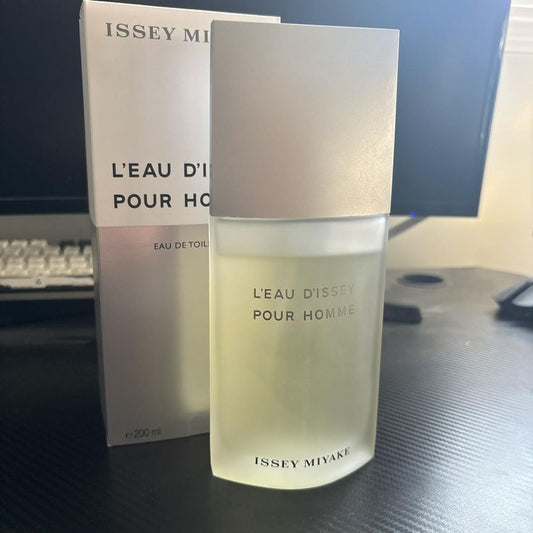 ISSEY MI
L'EAU D'I
POUR HO
EAU DE TOIL
℮200 ml
L'EAU D'ISSEY
POUR HOMME
ISSEY MIYAKE